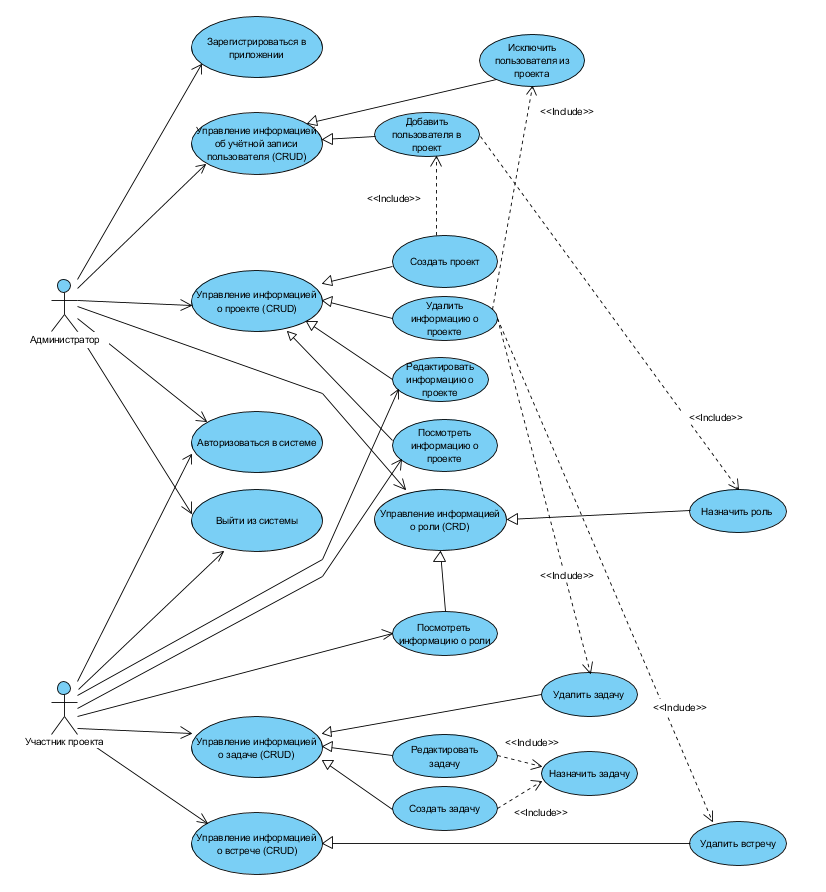 Зарегистрироваться в
приложении
Исключить
пользователя из
проекта
<<Include>>
Управление информацией
об учётной записи
пользователя (CRUD)
Добавить
пользователя в
проект
<<Include>>
Создать проект
Управление информацией
о проекте (CRUD)
Удалить
информацию о
проекте
Администратор
Редактировать
информацию о
проекте
<<Include>>
Авторизоваться в системе
Посмотреть
информацию о
проекте
Выйти из системы
Управление информацией
о роли (CRD)
Назначить роль
<<Include>>
Посмотреть
информацию о роли
Удалить задачу
<<Include>>
Участник проекта
Управление информацией
о задаче (CRUD)
Редактировать
задачу
<<Include>>
Назначить задачу
Создать задачу
<<Include>>
Управление информацией
о встрече (CRUD)
Удалить встречу